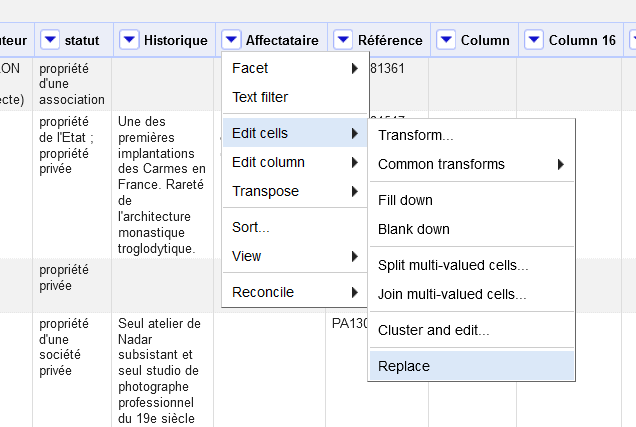 uteur statut Historique Affectataire Référence Column Column 16
ON propriété
d'une
ecte) association
81361
propriété
de l'Etat ;
propriété
privée
Une des
premières
implantations
des Carmes en
France. Rareté
de
l'architecture
monastique
troglodytique.
propriété
privée
propriété
d'une
société
privée
Seul atelier de
Nadar
subsistant et
seul studio de
photographe
professionnel
du 19e siècle
PA130
Facet
Text filter
Edit cells
Edit column
Transpose
Sort...
View
Reconcile
Transform...
Common transforms
Fill down
Blank down
Split multi-valued cells...
Join multi-valued cells...
Cluster and edit...
Replace